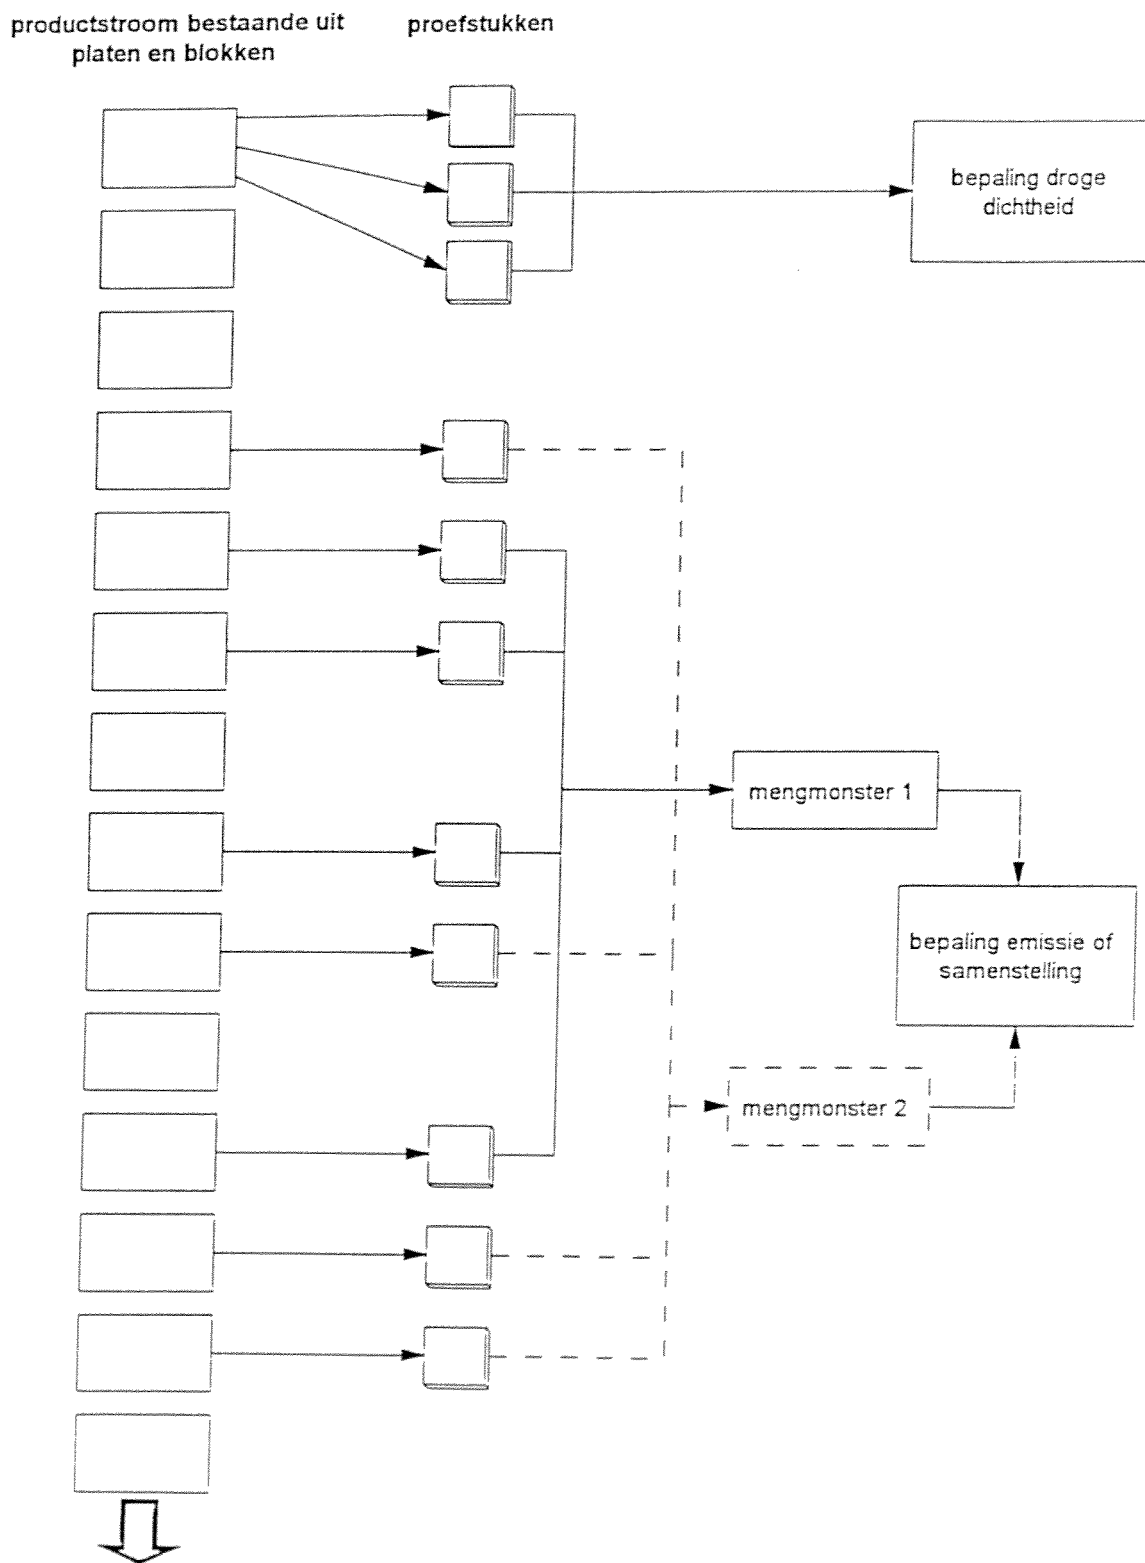 productstroom bestaande uit
platen en blokken
proefstukken
bepaling droge
dichtheid
mengmonster 1
bepaling emissie of
samenstelling
mengmonster 2